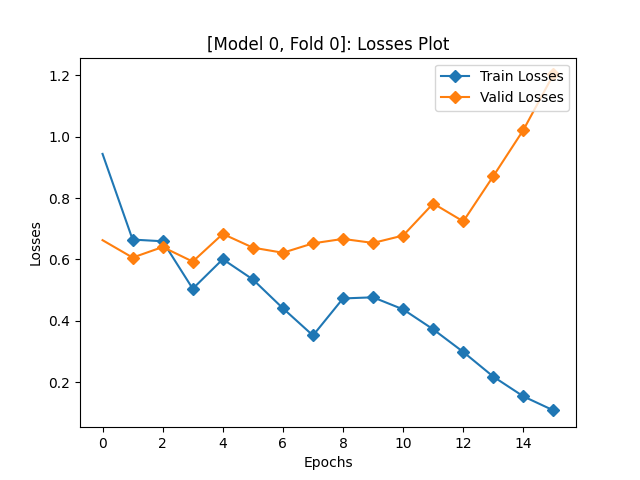 [Model 0, Fold 0]: Losses Plot
Train Losses
Valid Losses
1.2
1.0
0.8
0.6
0.4
0.2
Losses
0 2 4 6 8 10 12 14
Epochs